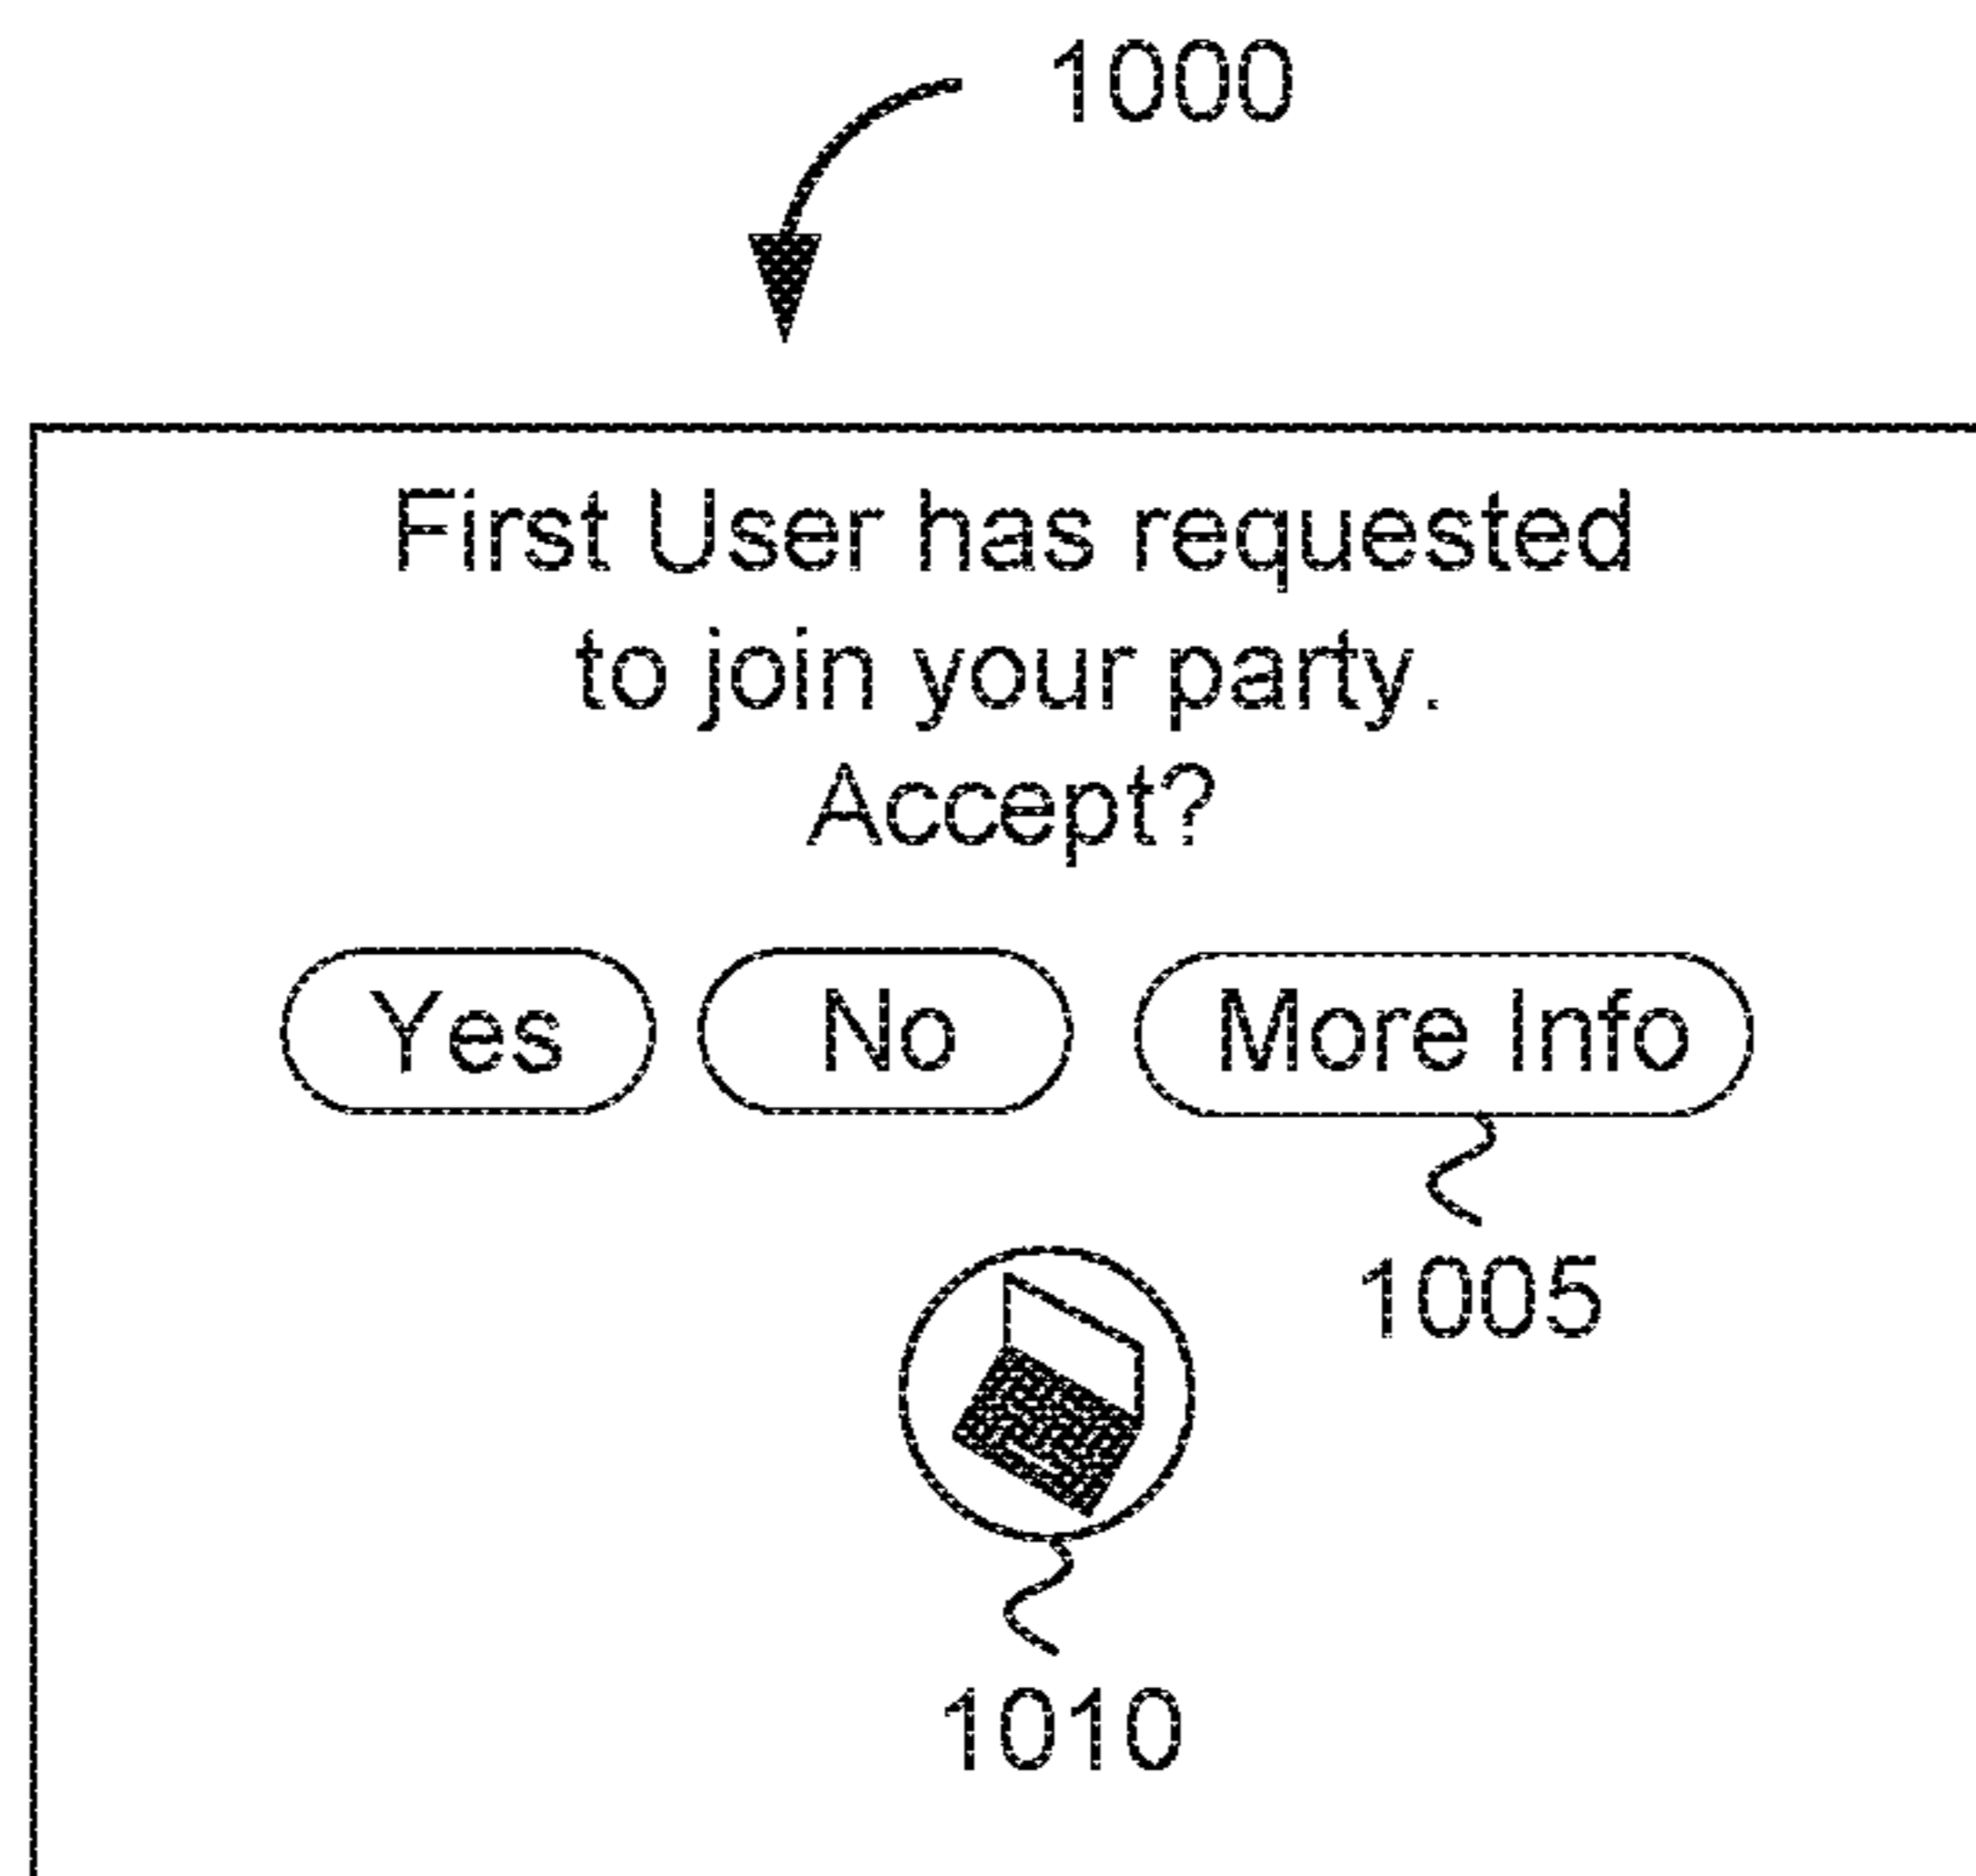 1000
First User has requested
to join your party.
Accept?
Yes No More Info
1005
1010